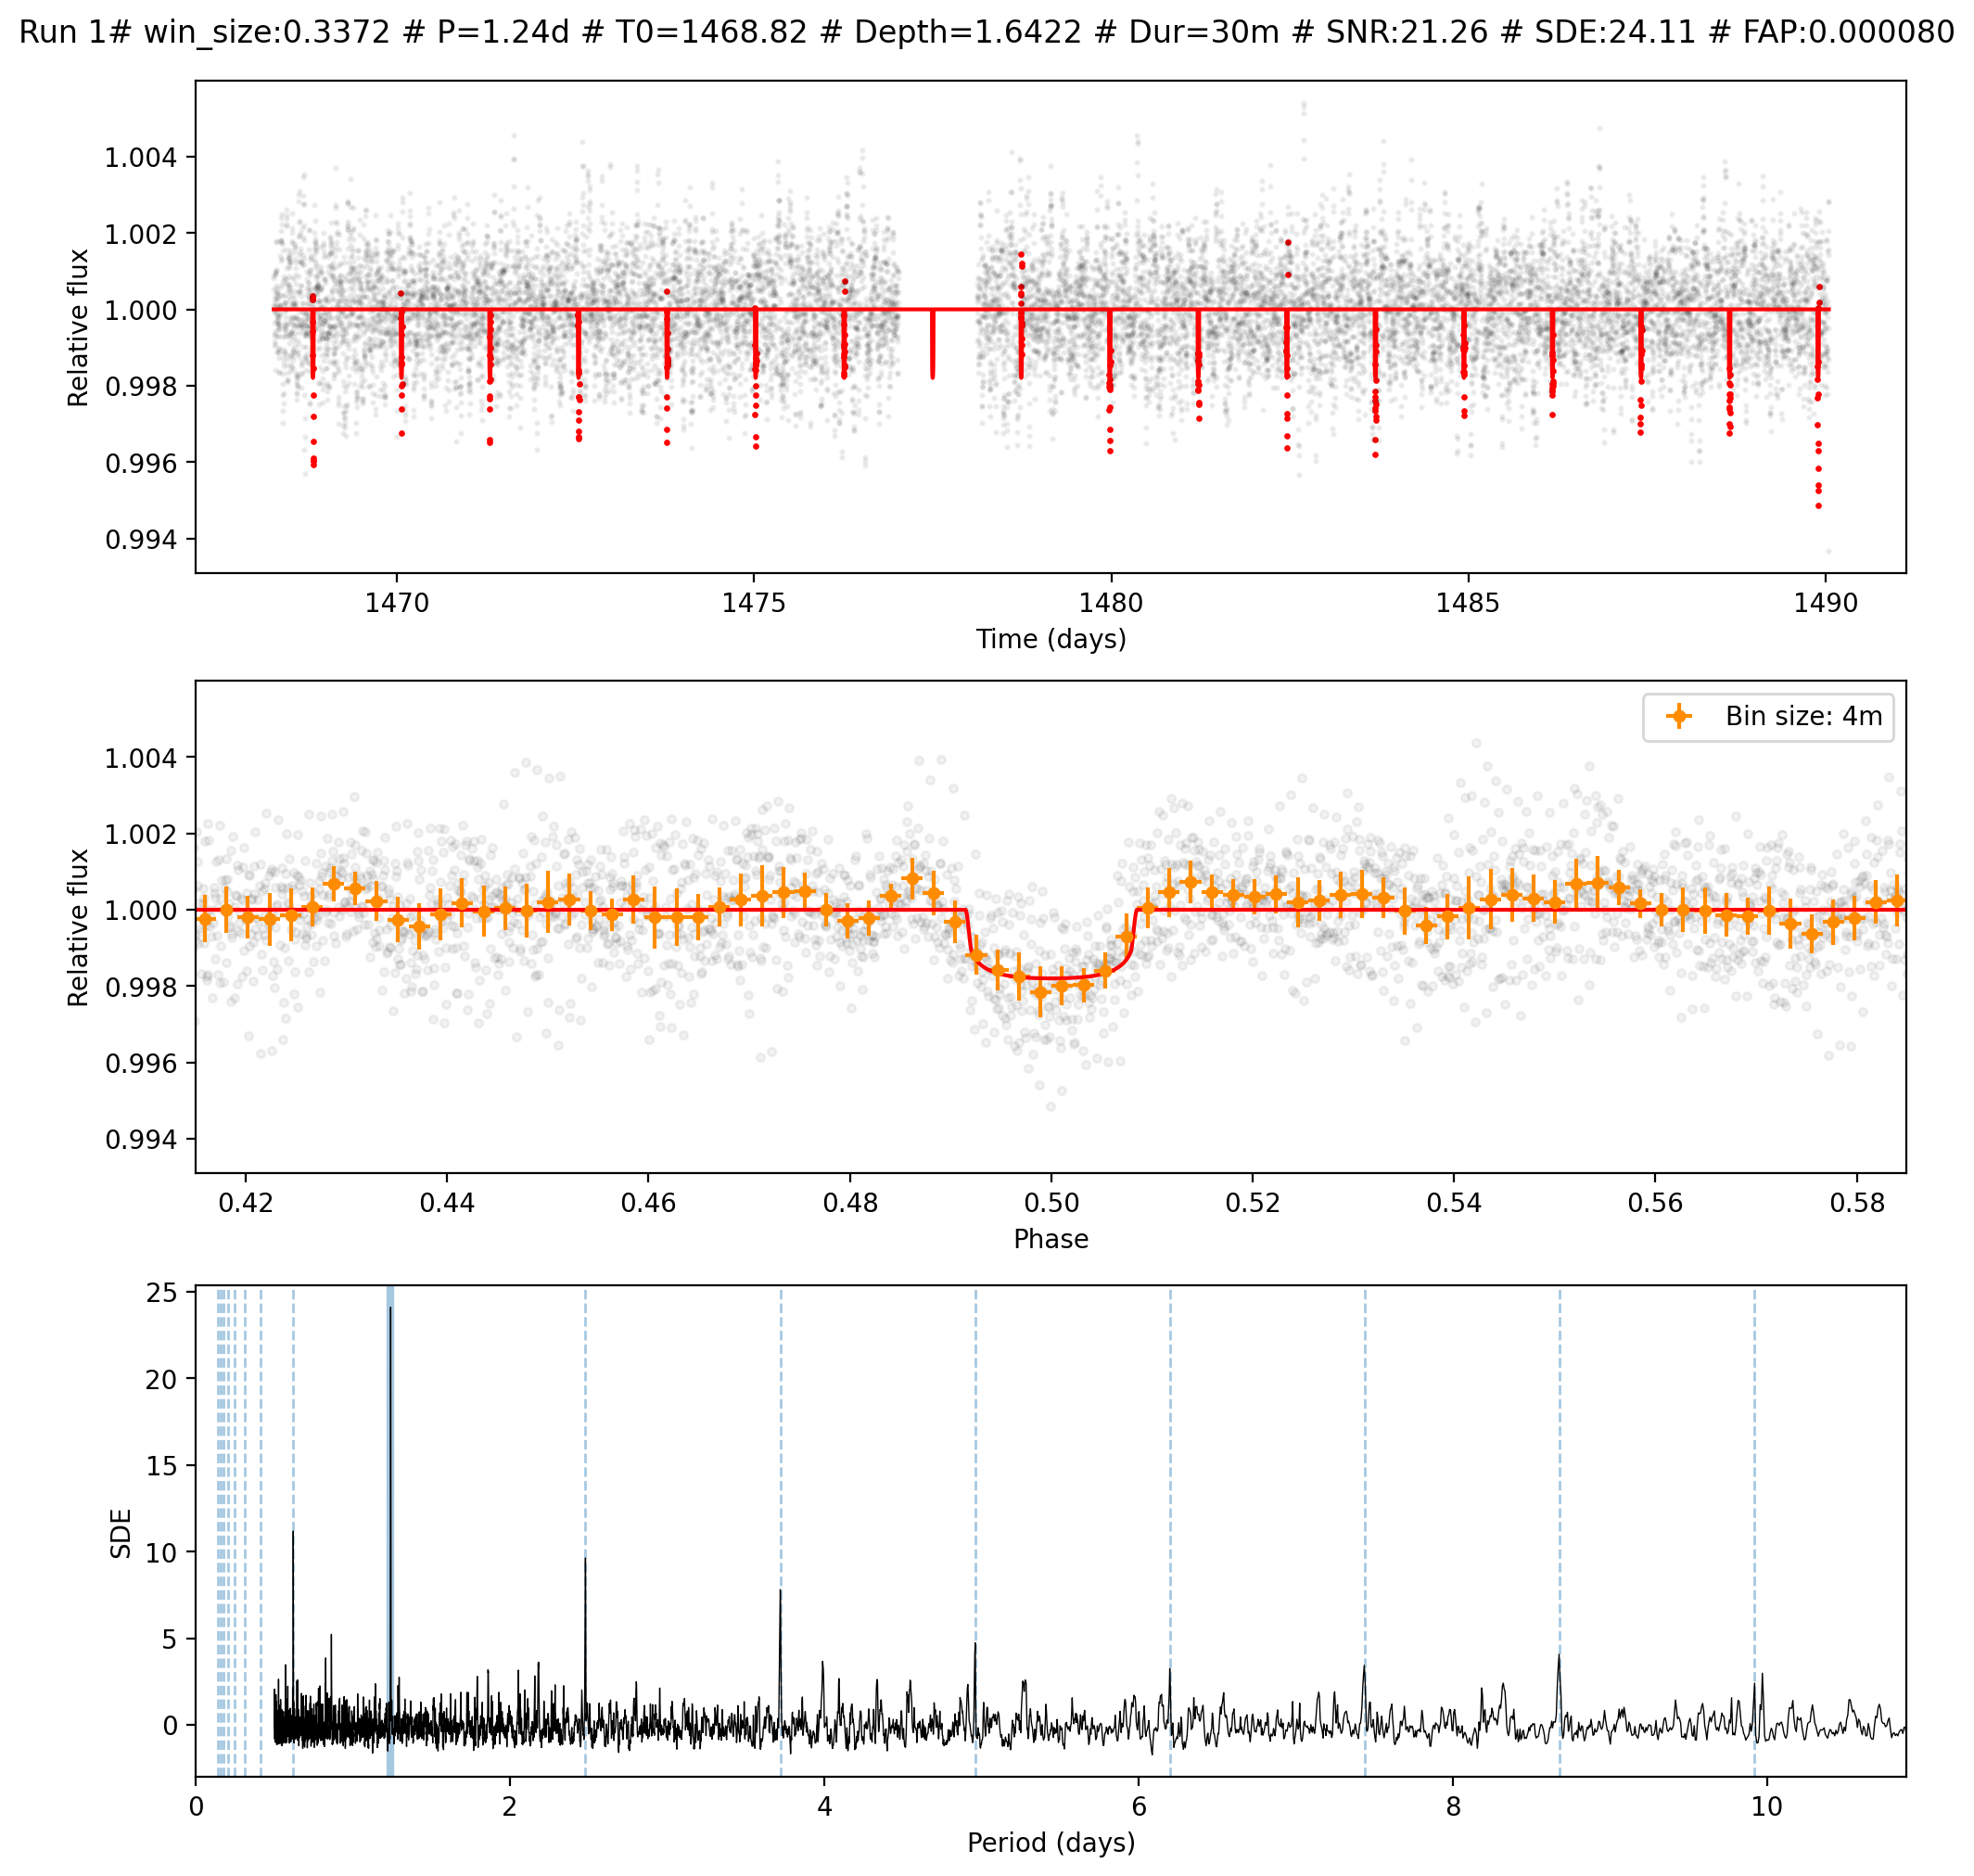 Run 1# win_size:0.3372 # P=1.24d # T0=1468.82 # Depth=1.6422 # Dur=30m # SNR:21.26 # SDE:24.11 # FAP:0.000080
1.004
1.002
1.000
0.998
0.996
0.994
Relative flux
1470 1475 1480 1485 1490
Time (days)
Bin size: 4m
1.004
1.002
1.000
0.998
0.996
0.994
Relative flux
0.42 0.44 0.46 0.48 0.50 0.52 0.54 0.56 0.58
Phase
25
20
15
10
5
0
SDE
0 2 4 6 8 10
Period (days)